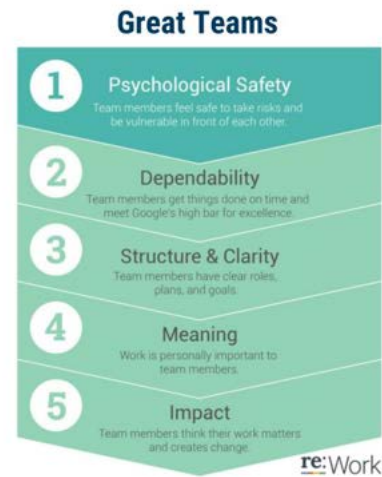 Great Teams
1
Psychological Safety
Team members feel safe to take risks and
be vulnerable in front of each other.
2
Dependability
Team members get things done on time and
meet Google's high bar for excellence.
3
Structure & Clarity
Team members have clear roles,
plans, and goals.
4
Meaning
Work is personally important to
team members.
5
Impact
Team members think their work matters
and creates change.
re:Work